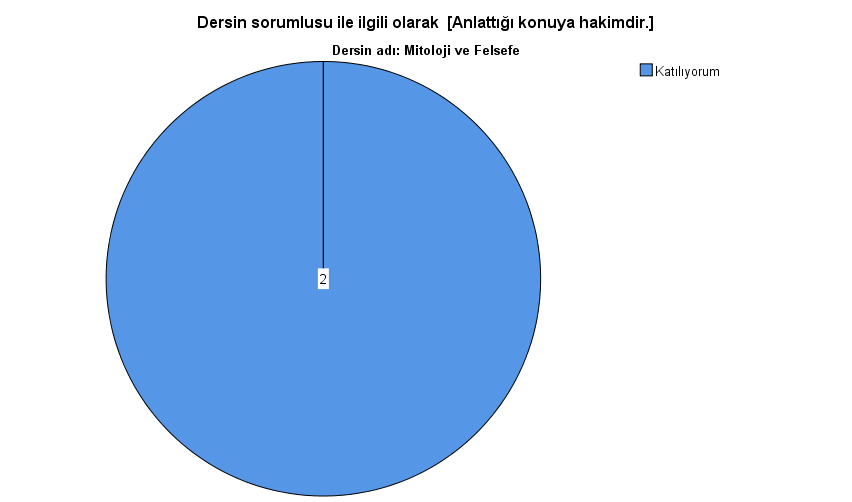 Dersin sorumlusu ile ilgili olarak [Anlattığı konuya hakimdir.]
Dersin adı: Mitoloji ve Felsefe
Katılıyorum
2